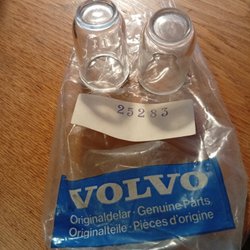 25283
VOLVO
Originaldelar · Genuine Parts
Originalteile · Pièces d'origine